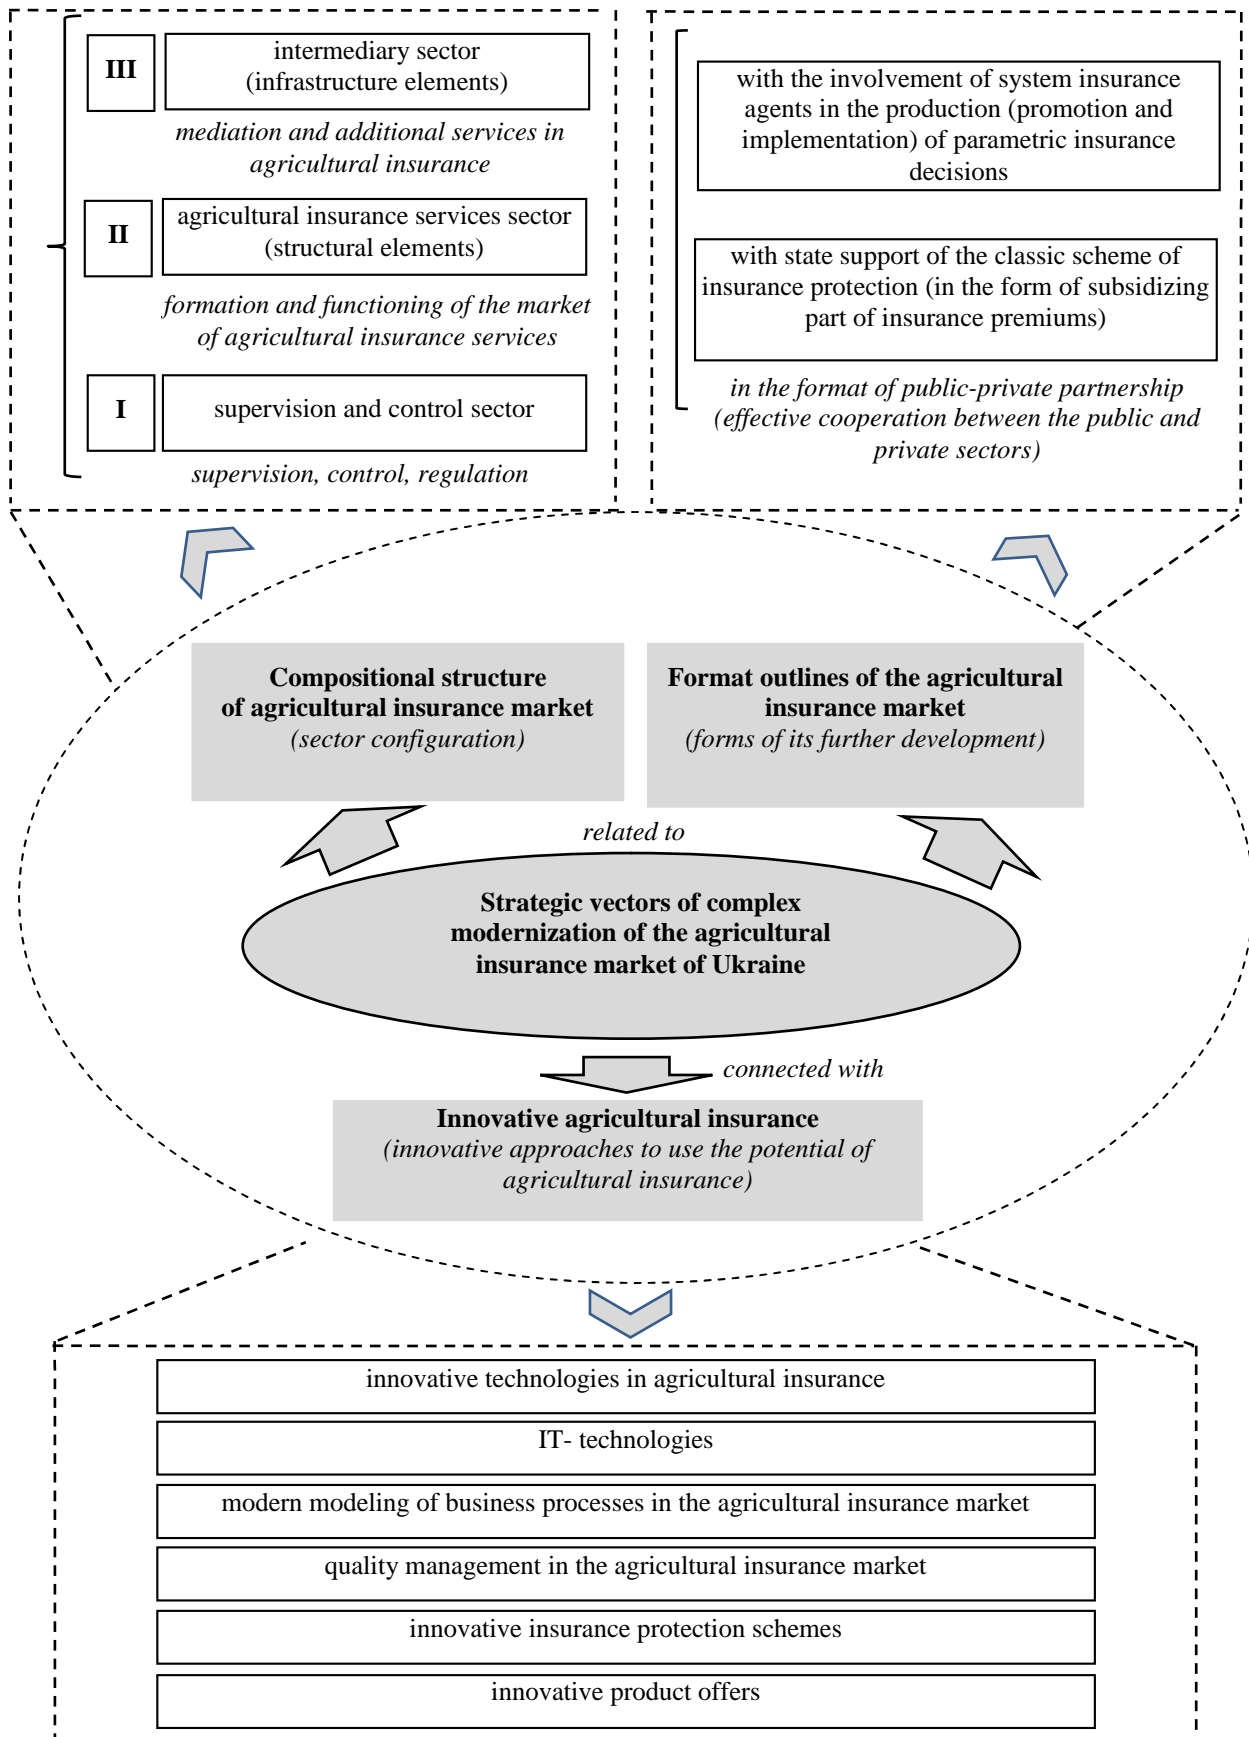 III
intermediary sector
(infrastructure elements)
mediation and additional services in
agricultural insurance
II
agricultural insurance services sector
(structural elements)
formation and functioning of the market
of agricultural insurance services
I
supervision and control sector
supervision, control, regulation
with the involvement of system insurance
agents in the production (promotion and
implementation) of parametric insurance
decisions
with state support of the classic scheme of
insurance protection (in the form of subsidizing
part of insurance premiums)
in the format of public-private partnership
(effective cooperation between the public and
private sectors)
Compositional structure
of agricultural insurance market
(sector configuration)
Format outlines of the agricultural
insurance market
(forms of its further development)
related to
Strategic vectors of complex
modernization of the agricultural
insurance market of Ukraine
connected with
Innovative agricultural insurance
(innovative approaches to use the potential of
agricultural insurance)
innovative technologies in agricultural insurance
IT- technologies
modern modeling of business processes in the agricultural insurance market
quality management in the agricultural insurance market
innovative insurance protection schemes
innovative product offers